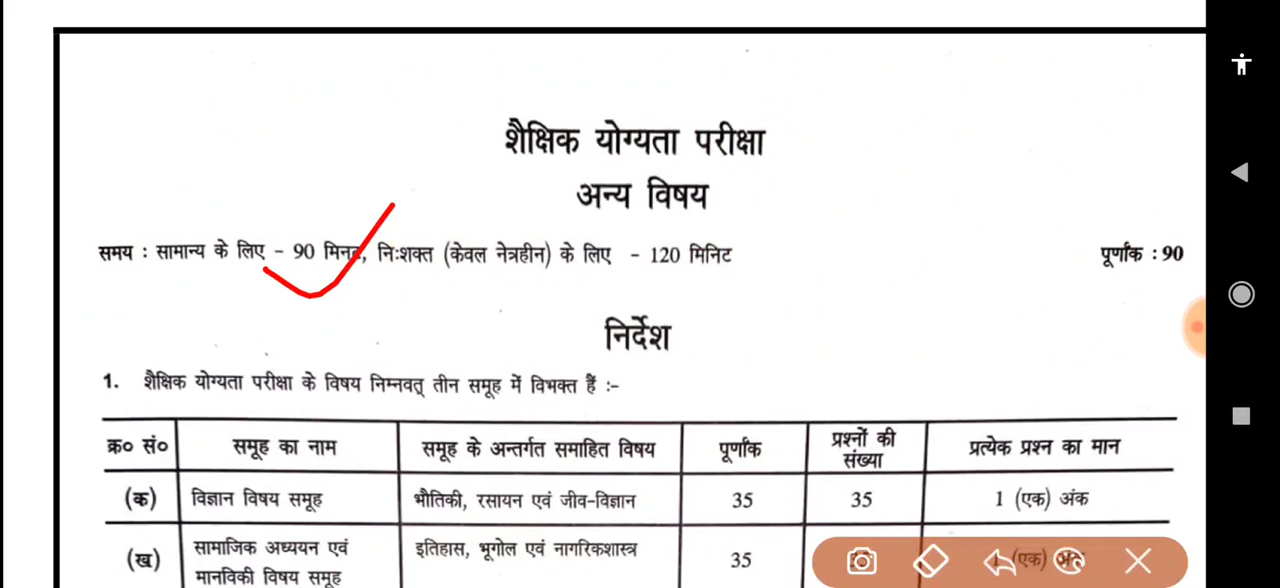 शैक्षिक योग्यता परीक्षा
अन्य विषय
समय : सामान्य के लिए - 90 मिनट, निःशक्त (केवल नेत्रहीन) के लिए - 120 मिनिट पूर्णांक : 90
निर्देश
1. शैक्षिक योग्यता परीक्षा के विषय निम्नवत् तीन समूह में विभक्त हैं :-
क्र० सं० समूह का नाम समूह के अन्तर्गत समाहित विषय पूर्णांक प्रश्नों की संख्या प्रत्येक प्रश्न का मान
(क) विज्ञान विषय समूह भौतिकी, रसायन एवं जीव-विज्ञान 35 35 1 (एक) अंक
(ख) सामाजिक अध्ययन एवं मानविकी विषय समूह इतिहास, भूगोल एवं नागरिकशास्त्र 35 (एक)